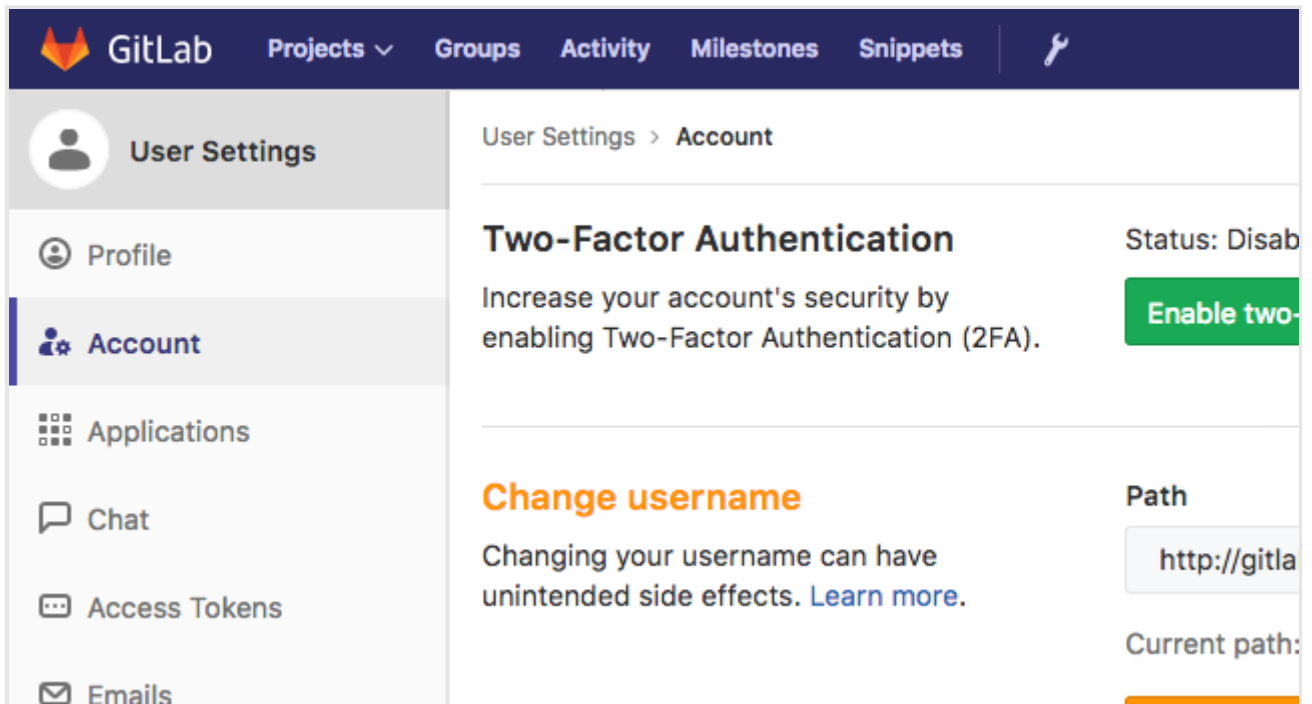 GitLab Projects Groups Activity Milestones Snippets
User Settings
Profile
Account
Applications
Chat
Access Tokens
Emails
User Settings > Account
Two-Factor Authentication
Increase your account's security by
enabling Two-Factor Authentication (2FA).
Status: Disab
Enable two-
Change username
Changing your username can have
unintended side effects. Learn more.
Path
http://gitla
Current path: